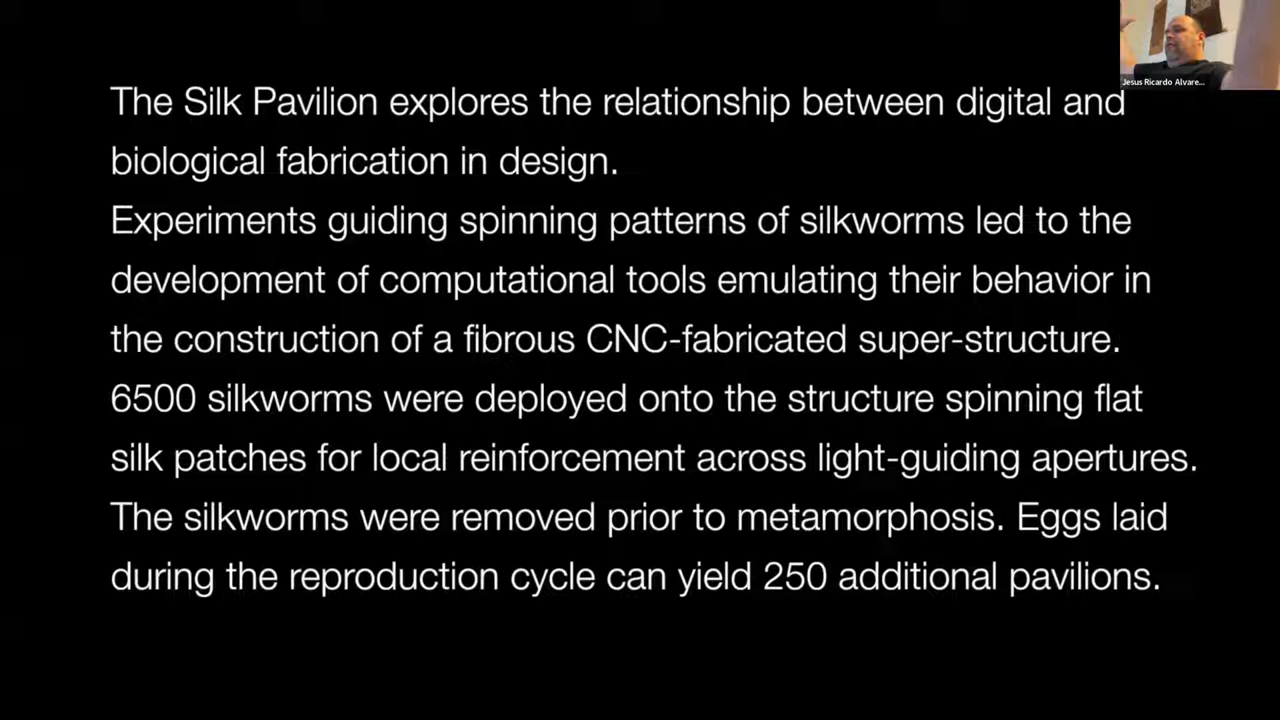 Jesus Ricardo Alvare...
The Silk Pavilion explores the relationship between digital and
biological fabrication in design.
Experiments guiding spinning patterns of silkworms led to the
development of computational tools emulating their behavior in
the construction of a fibrous CNC-fabricated super-structure.
6500 silkworms were deployed onto the structure spinning flat
silk patches for local reinforcement across light-guiding apertures.
The silkworms were removed prior to metamorphosis. Eggs laid
during the reproduction cycle can yield 250 additional pavilions.